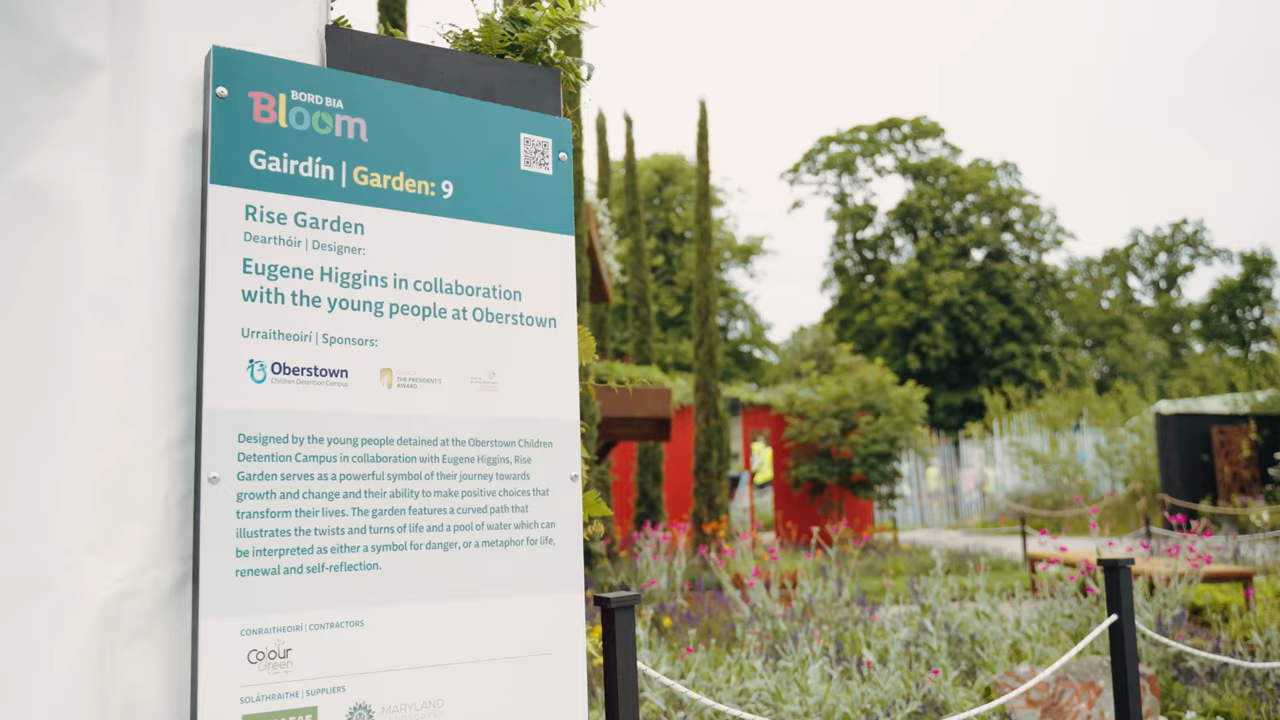 BORD BIA
Bloom
Gairdín | Garden: 9
Rise Garden
Dearthóir | Designer:
Eugene Higgins in collaboration
with the young people at Oberstown
Urraitheoirí | Sponsors:
Oberstown
Children Detention Campus
GAISCE
THE PRESIDENT'S
AWARD
Designed by the young people detained at the Oberstown Children
Detention Campus in collaboration with Eugene Higgins, Rise
Garden serves as a powerful symbol of their journey towards
growth and change and their ability to make positive choices that
transform their lives. The garden features a curved path that
illustrates the twists and turns of life and a pool of water which can
be interpreted as either a symbol for danger, or a metaphor for life,
renewal and self-reflection.
CONRAITHEOIRÍ | CONTRACTORS
Colour
Green
SOLÁTHRAITHE | SUPPLIERS
MARYLAND